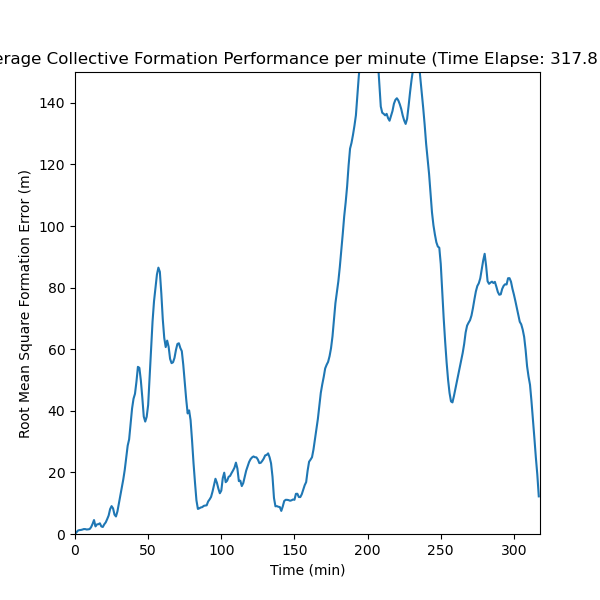 erage Collective Formation Performance per minute (Time Elapse: 317.8
140
120
100
80
60
40
20
0
Root Mean Square Formation Error (m)
0 50 100 150 200 250 300
Time (min)